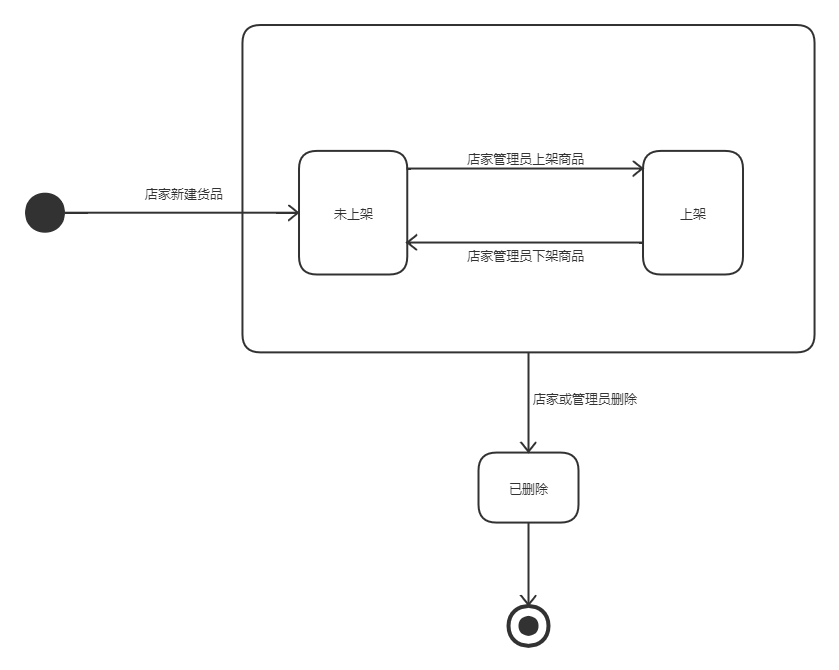 店家管理员上架商品
店家新建货品
未上架
上架
店家管理员下架商品
店家或管理员删除
已删除